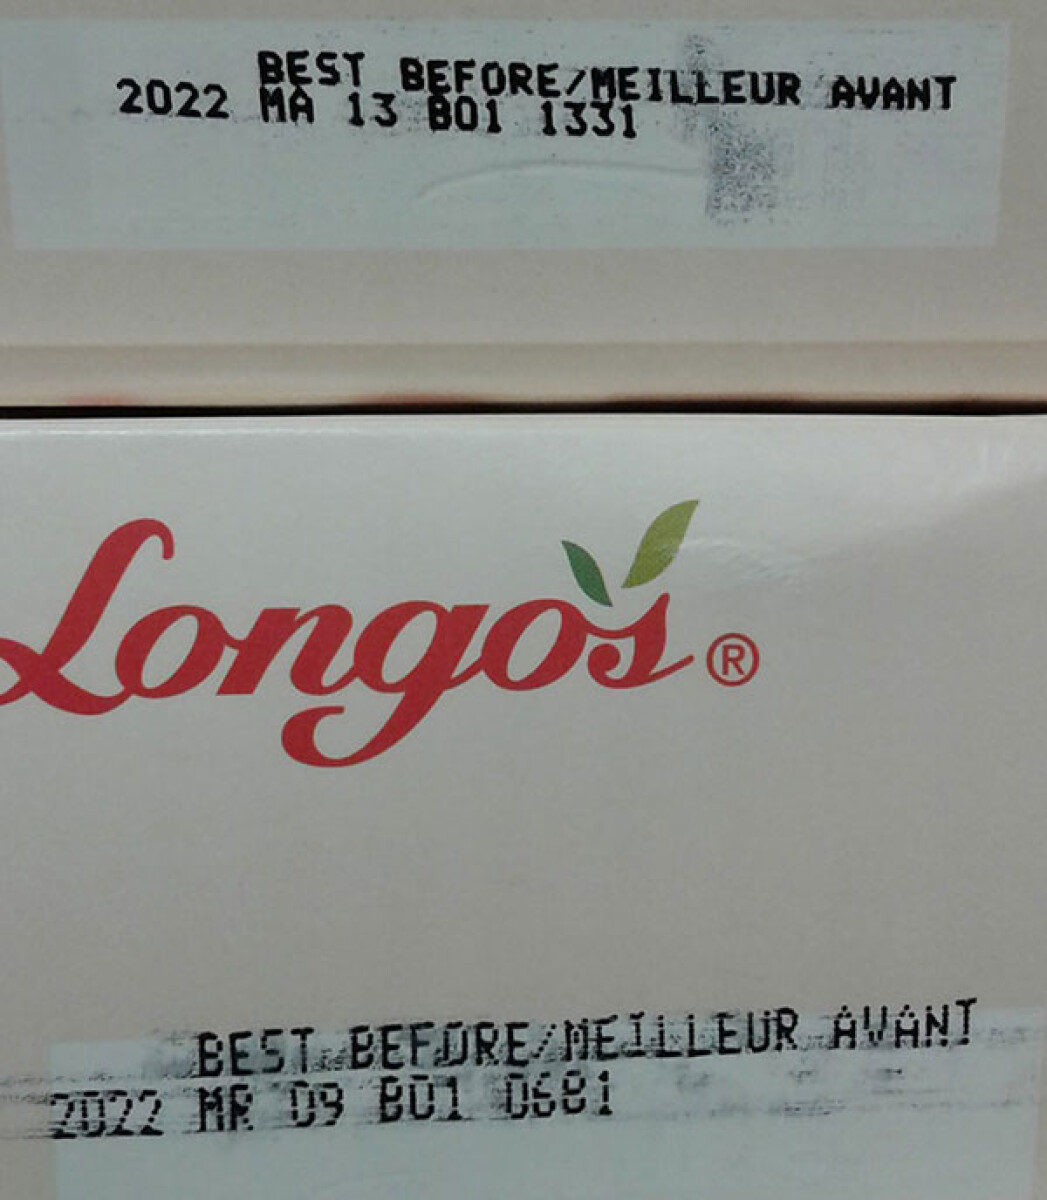 BEST BEFORE/MEILLEUR AVANT
2022 MA 13 B01 1331
Longo's®
BEST BEFORE/MEILLEUR AVANT
2022 MR 09 B01 0681